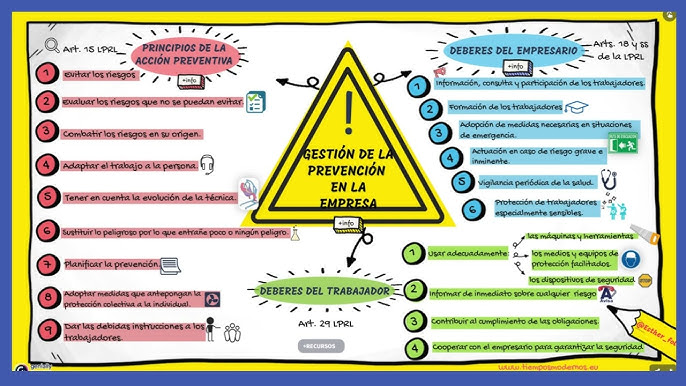 Art. 15 LPRL
PRINCIPIOS DE LA
ACCIÓN PREVENTIVA
+info
1 Evitar los riesgos.
2 Evaluar los riesgos que no se puedan evitar.
3 Combatir los riesgos en su origen.
4 Adaptar el trabajo a la persona
5 Tener en cuenta la evolución de la técnica.
6 Sustituir lo peligroso por lo que entrañe poco o ningún peligro.
7 Planificar la prevención.
8 Adoptar medidas que antepongan la
protección colectiva a la individual.
9 Dar las debidas instrucciones a los
trabajadores.
!
GESTIÓN DE LA
PREVENCIÓN
EN LA
EMPRESA
+info
DEBERES DEL EMPRESARIO
+info
Arts. 18 y ss
de la LPRL
1 Información, consulta y participación de los trabajadores.
2 Formación de los trabajadores
3 Adopción de medidas necesarias en situaciones
de emergencia.
4 Actuación en caso de riesgo grave e
inminente.
5 Vigilancia periódica de la salud.
6 Protección de trabajadores
especialmente sensibles.
DEBERES DEL TRABAJADOR
Art. 29 LPRL
+RECURSOS
1 Usar adecuadamente:
las máquinas y herramientas
los medios y equipos de
protección facilitados.
los dispositivos de seguridad
STOP
2 Informar de inmediato sobre cualquier riesgo
3 Contribuir al cumplimiento de las obligaciones.
4 Cooperar con el empresario para garantizar la seguridad
www.tiemposmodernos.eu
genially